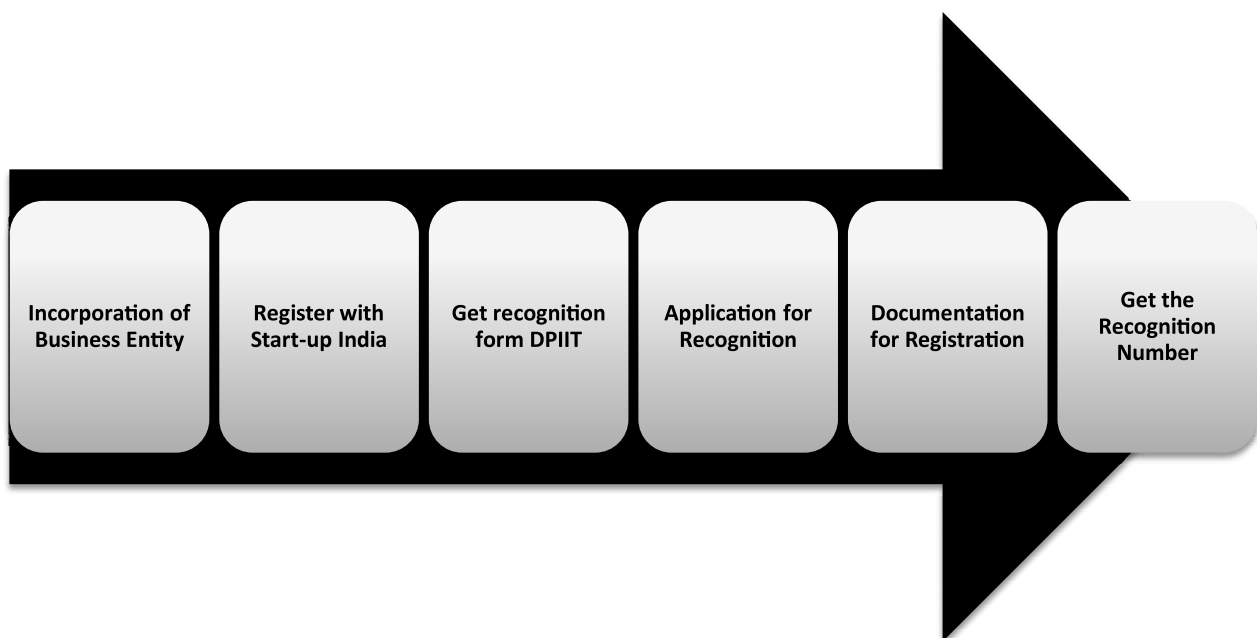 Incorporation of
Business Entity
Register with
Start-up India
Get recognition
form DPIIT
Application for
Recognition
Documentation
for Registration
Get the
Recognition
Number